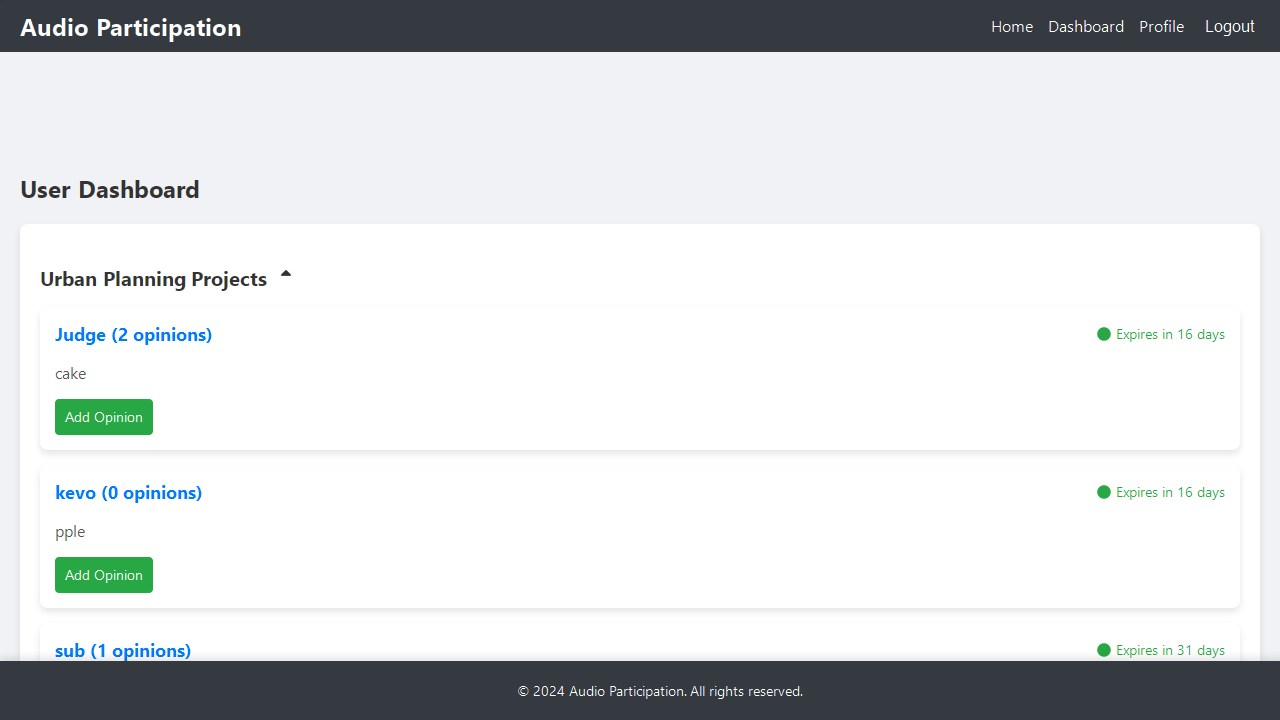 Audio Participation Home Dashboard Profile Logout
User Dashboard
Urban Planning Projects
Judge (2 opinions) Expires in 16 days
cake
Add Opinion
kevo (0 opinions) Expires in 16 days
pple
Add Opinion
sub (1 opinions) Expires in 31 days
© 2024 Audio Participation. All rights reserved.